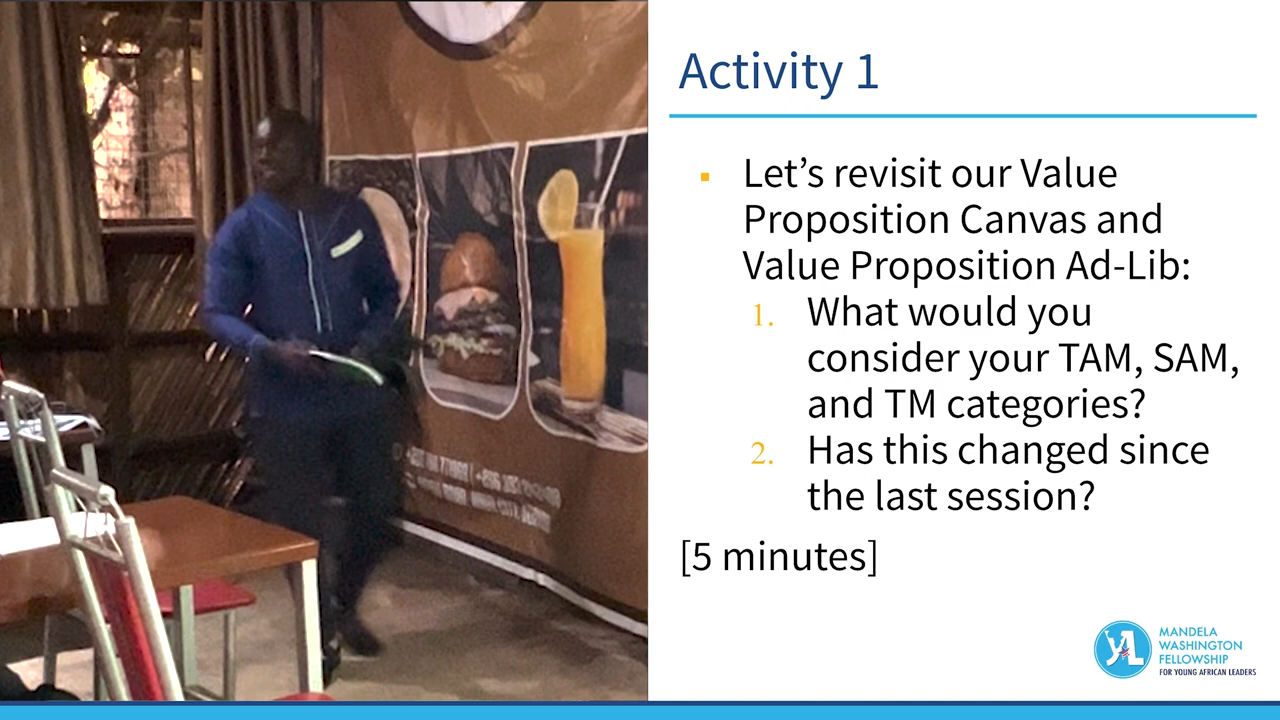 Activity 1
▪ Let’s revisit our Value
Proposition Canvas and
Value Proposition Ad-Lib:
1. What would you
consider your TAM, SAM,
and TM categories?
2. Has this changed since
the last session?
[5 minutes]
MANDELA
WASHINGTON
FELLOWSHIP
FOR YOUNG AFRICAN LEADERS